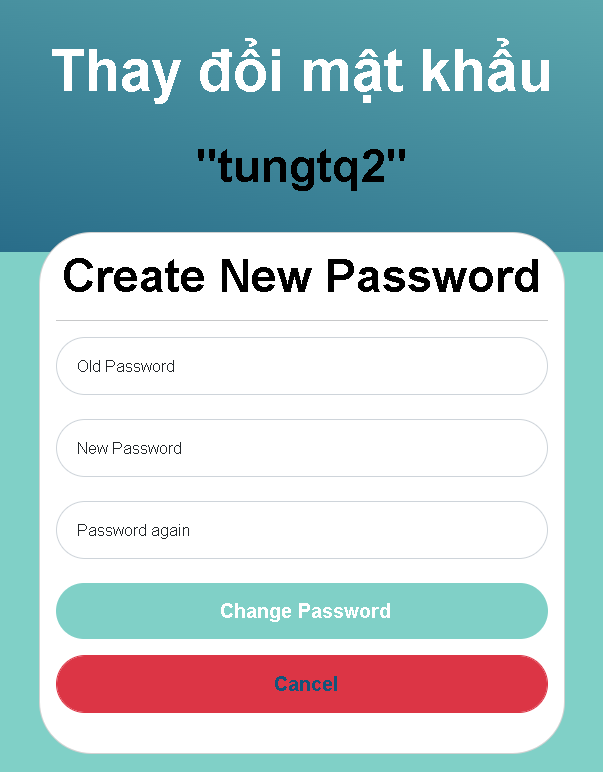 Thay đổi mật khẩu
"tungtq2"
Create New Password
Old Password
New Password
Password again
Change Password
Cancel